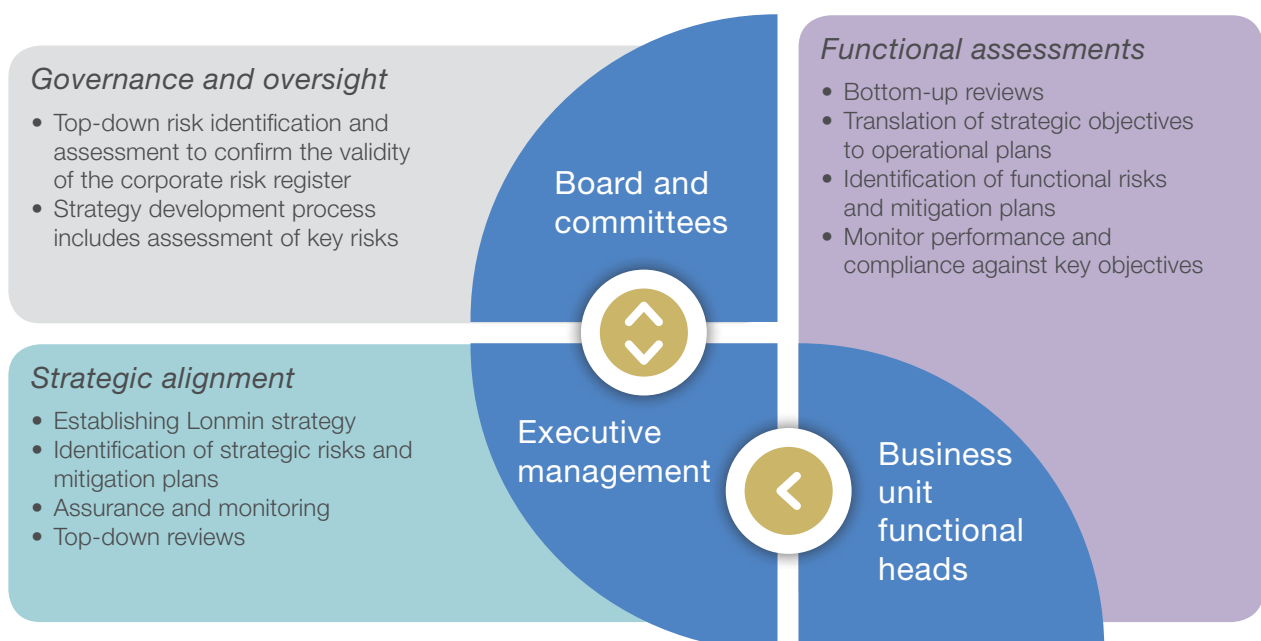 Governance and oversight
• Top-down risk identification and
assessment to confirm the validity
of the corporate risk register
• Strategy development process
includes assessment of key risks
Board and
committees
Functional assessments
• Bottom-up reviews
• Translation of strategic objectives
to operational plans
• Identification of functional risks
and mitigation plans
• Monitor performance and
compliance against key objectives
Strategic alignment
• Establishing Lonmin strategy
• Identification of strategic risks and
mitigation plans
• Assurance and monitoring
• Top-down reviews
Executive
management
Business
unit
functional
heads